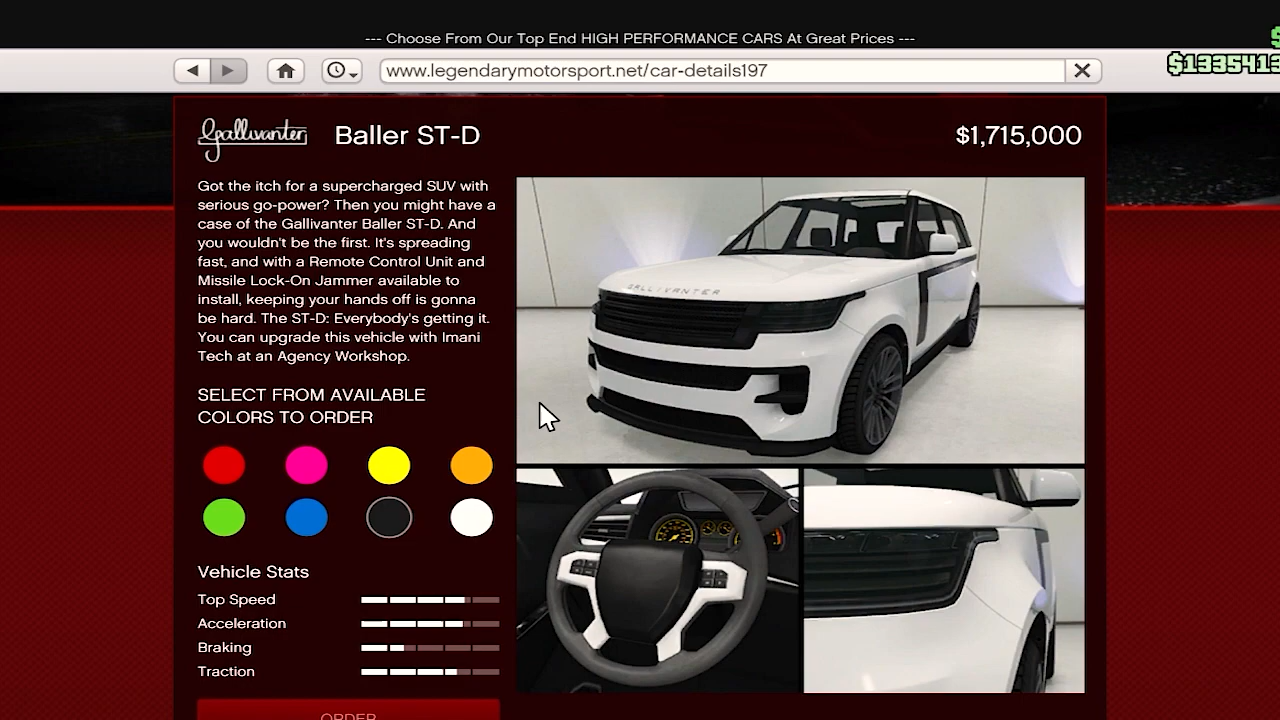 --- Choose From Our Top End HIGH PERFORMANCE CARS At Great Prices ---
www.legendarymotorsport.net/car-details197
$1335413
Gallivanter Baller ST-D $1,715,000
Got the itch for a supercharged SUV with
serious go-power? Then you might have a
case of the Gallivanter Baller ST-D. And
you wouldn't be the first. It's spreading
fast, and with a Remote Control Unit and
Missile Lock-On Jammer available to
install, keeping your hands off is gonna
be hard. The ST-D: Everybody's getting it.
You can upgrade this vehicle with Imani
Tech at an Agency Workshop.
GALLIVANTER
SELECT FROM AVAILABLE
COLORS TO ORDER
Vehicle Stats
Top Speed
Acceleration
Braking
Traction
ORDER